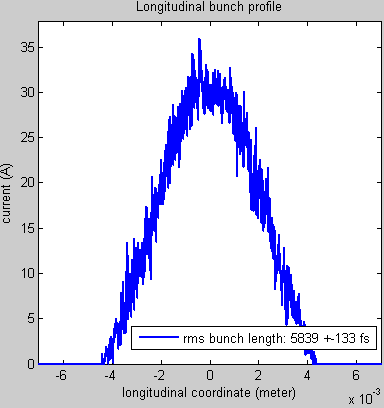 Longitudinal bunch profile
current (A)
35
30
25
20
15
10
5
0
rms bunch length: 5839 +-133 fs
-6 -4 -2 0 2 4 6
longitudinal coordinate (meter)
x 10^-3